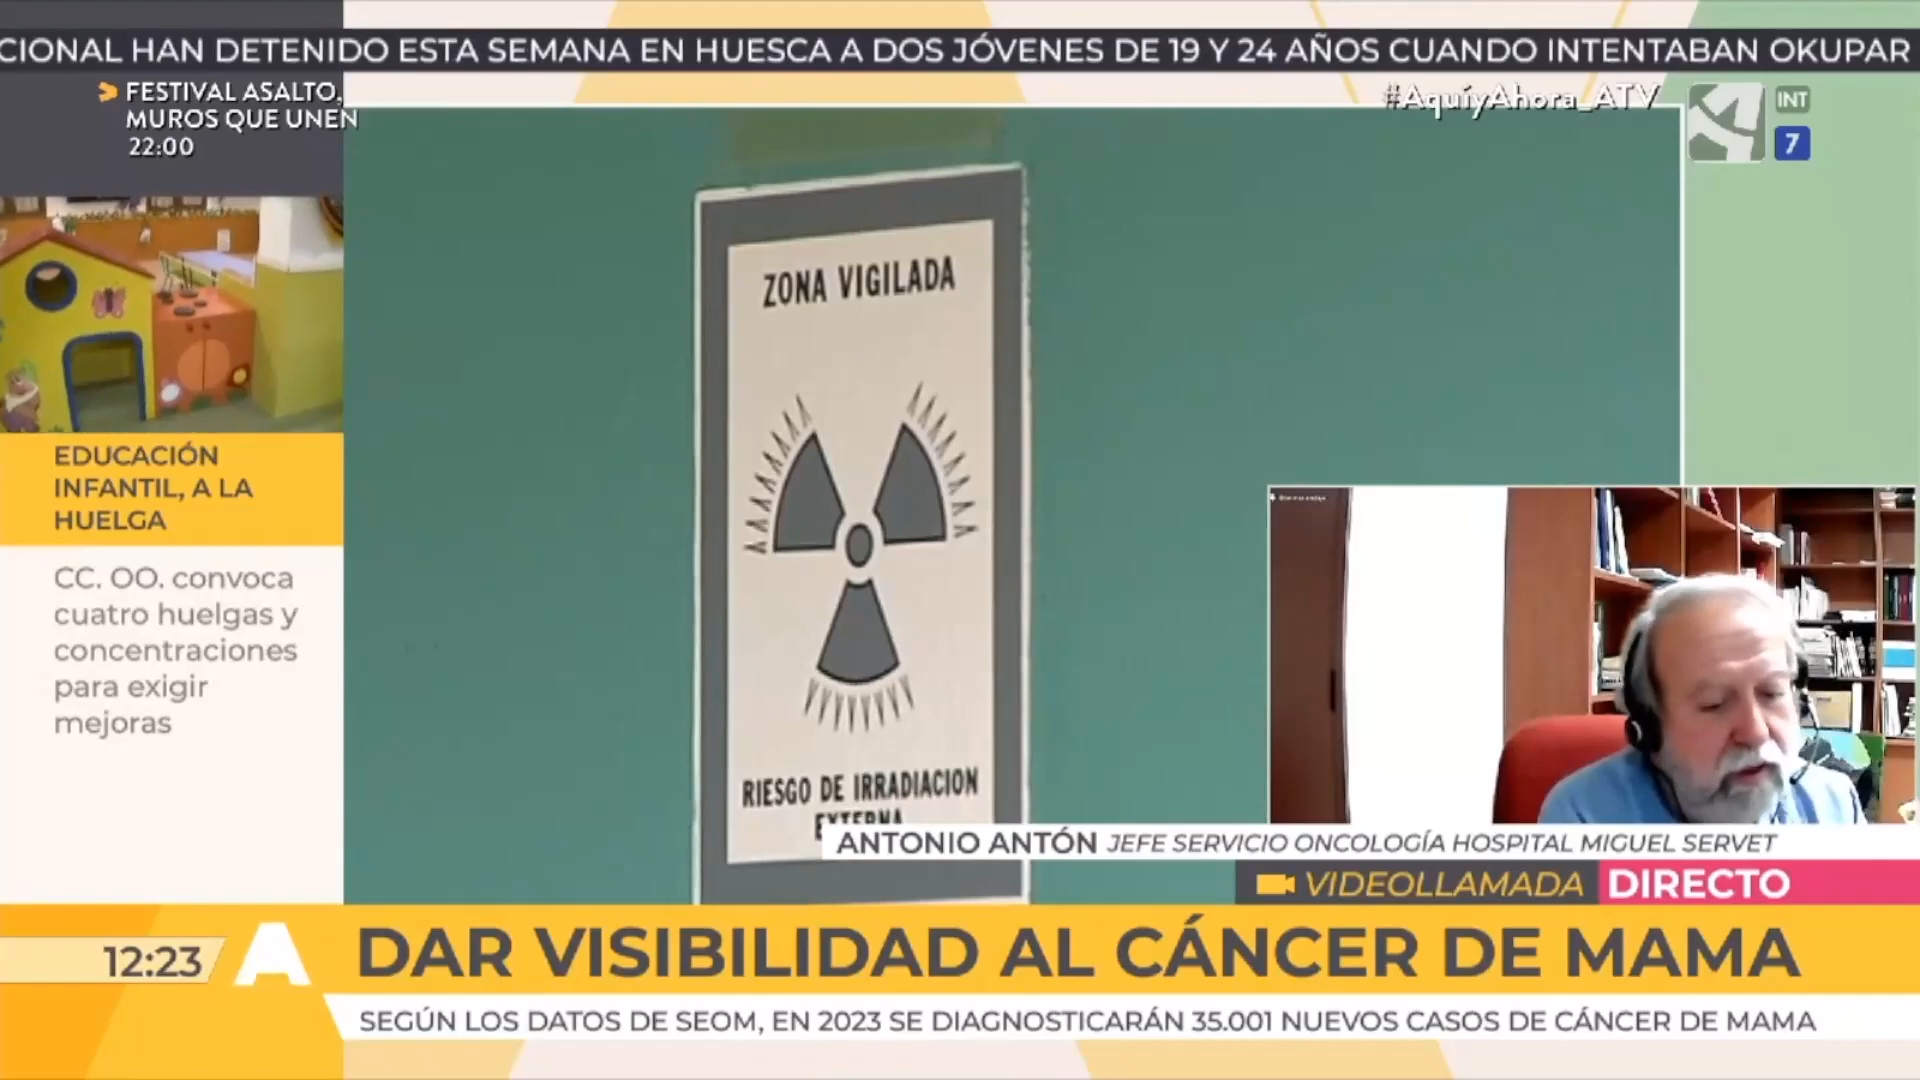 CIONAL HAN DETENIDO ESTA SEMANA EN HUESCA A DOS JÓVENES DE 19 Y 24 AÑOS CUANDO INTENTABAN OKUPAR
FESTIVAL ASALTO,
MUROS QUE UNEN
22:00
#AquíyAhora_ATV
INT
7
ZONA VIGILADA
RIESGO DE IRRADIACION
EXTERNA
EDUCACIÓN
INFANTIL, A LA
HUELGA
CC. OO. convoca
cuatro huelgas y
concentraciones
para exigir
mejoras
ANTONIO ANTÓN JEFE SERVICIO ONCOLOGÍA HOSPITAL MIGUEL SERVET
VIDEOLLAMADA DIRECTO
12:23
DAR VISIBILIDAD AL CÁNCER DE MAMA
SEGÚN LOS DATOS DE SEOM, EN 2023 SE DIAGNOSTICARÁN 35.001 NUEVOS CASOS DE CÁNCER DE MAMA